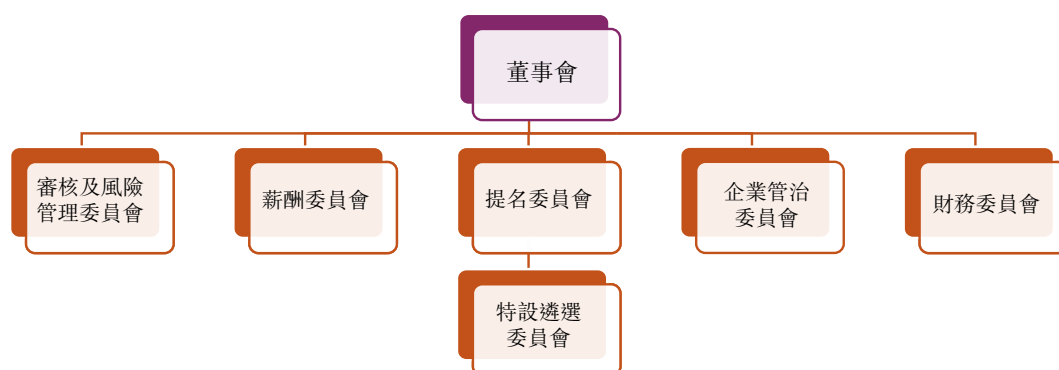 董事會
審核及風險
管理委員會
薪酬委員會
提名委員會
企業管治
委員會
財務委員會
特設遴選
委員會